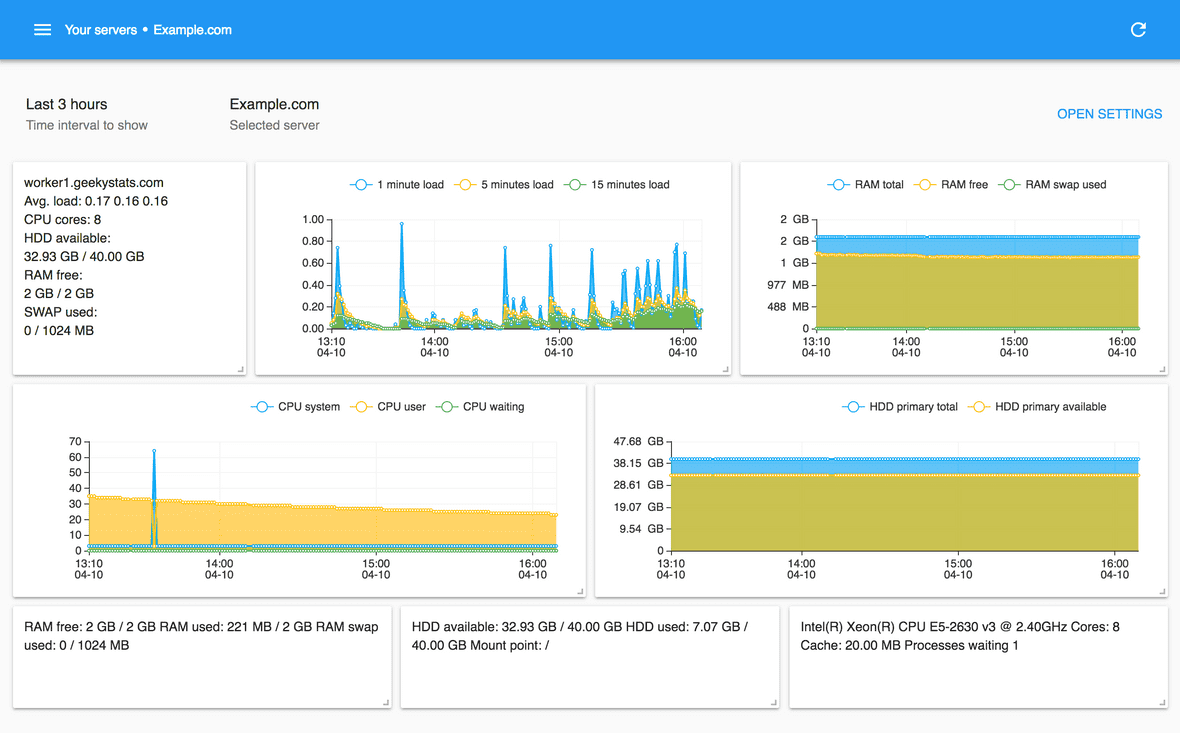 Your servers • Example.com
Last 3 hours
Time interval to show
Example.com
Selected server
OPEN SETTINGS
worker1.geekystats.com
Avg. load: 0.17 0.16 0.16
CPU cores: 8
HDD available:
32.93 GB / 40.00 GB
RAM free:
2 GB / 2 GB
SWAP used:
0 / 1024 MB
1 minute load 5 minutes load 15 minutes load
1.00
0.80
0.60
0.40
0.20
0.00
13:10 14:00 15:00 16:00
04-10 04-10 04-10 04-10
RAM total RAM free RAM swap used
2 GB
2 GB
1 GB
977 MB
488 MB
0
13:10 14:00 15:00 16:00
04-10 04-10 04-10 04-10
CPU system CPU user CPU waiting
70
60
50
40
30
20
10
0
13:10 14:00 15:00 16:00
04-10 04-10 04-10 04-10
HDD primary total HDD primary available
47.68 GB
38.15 GB
28.61 GB
19.07 GB
9.54 GB
0
13:10 14:00 15:00 16:00
04-10 04-10 04-10 04-10
RAM free: 2 GB / 2 GB RAM used: 221 MB / 2 GB RAM swap
used: 0 / 1024 MB
HDD available: 32.93 GB / 40.00 GB HDD used: 7.07 GB /
40.00 GB Mount point: /
Intel(R) Xeon(R) CPU E5-2630 v3 @ 2.40GHz Cores: 8
Cache: 20.00 MB Processes waiting 1